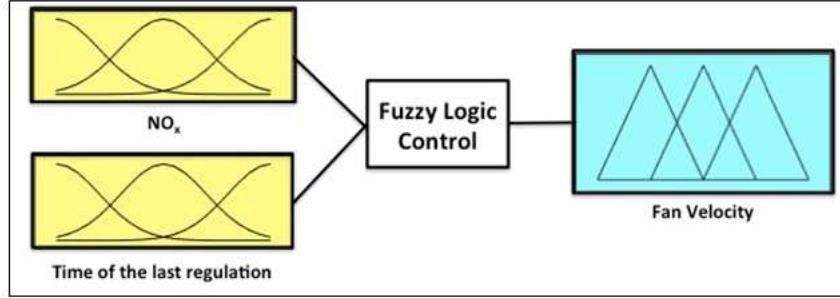 NOₓ
Fuzzy Logic
Control
Time of the last regulation
Fan Velocity